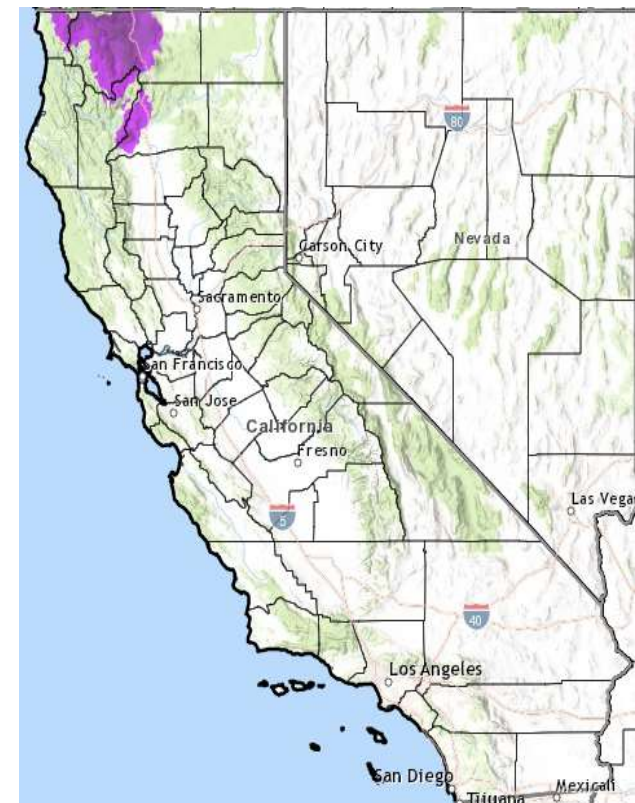 80
Carson City
Nevada
Sacramento
San Francisco
San Jose
California
Fresno
5
Las Vegas
40
Los Angeles
San Diego
Tijuana
Mexicali